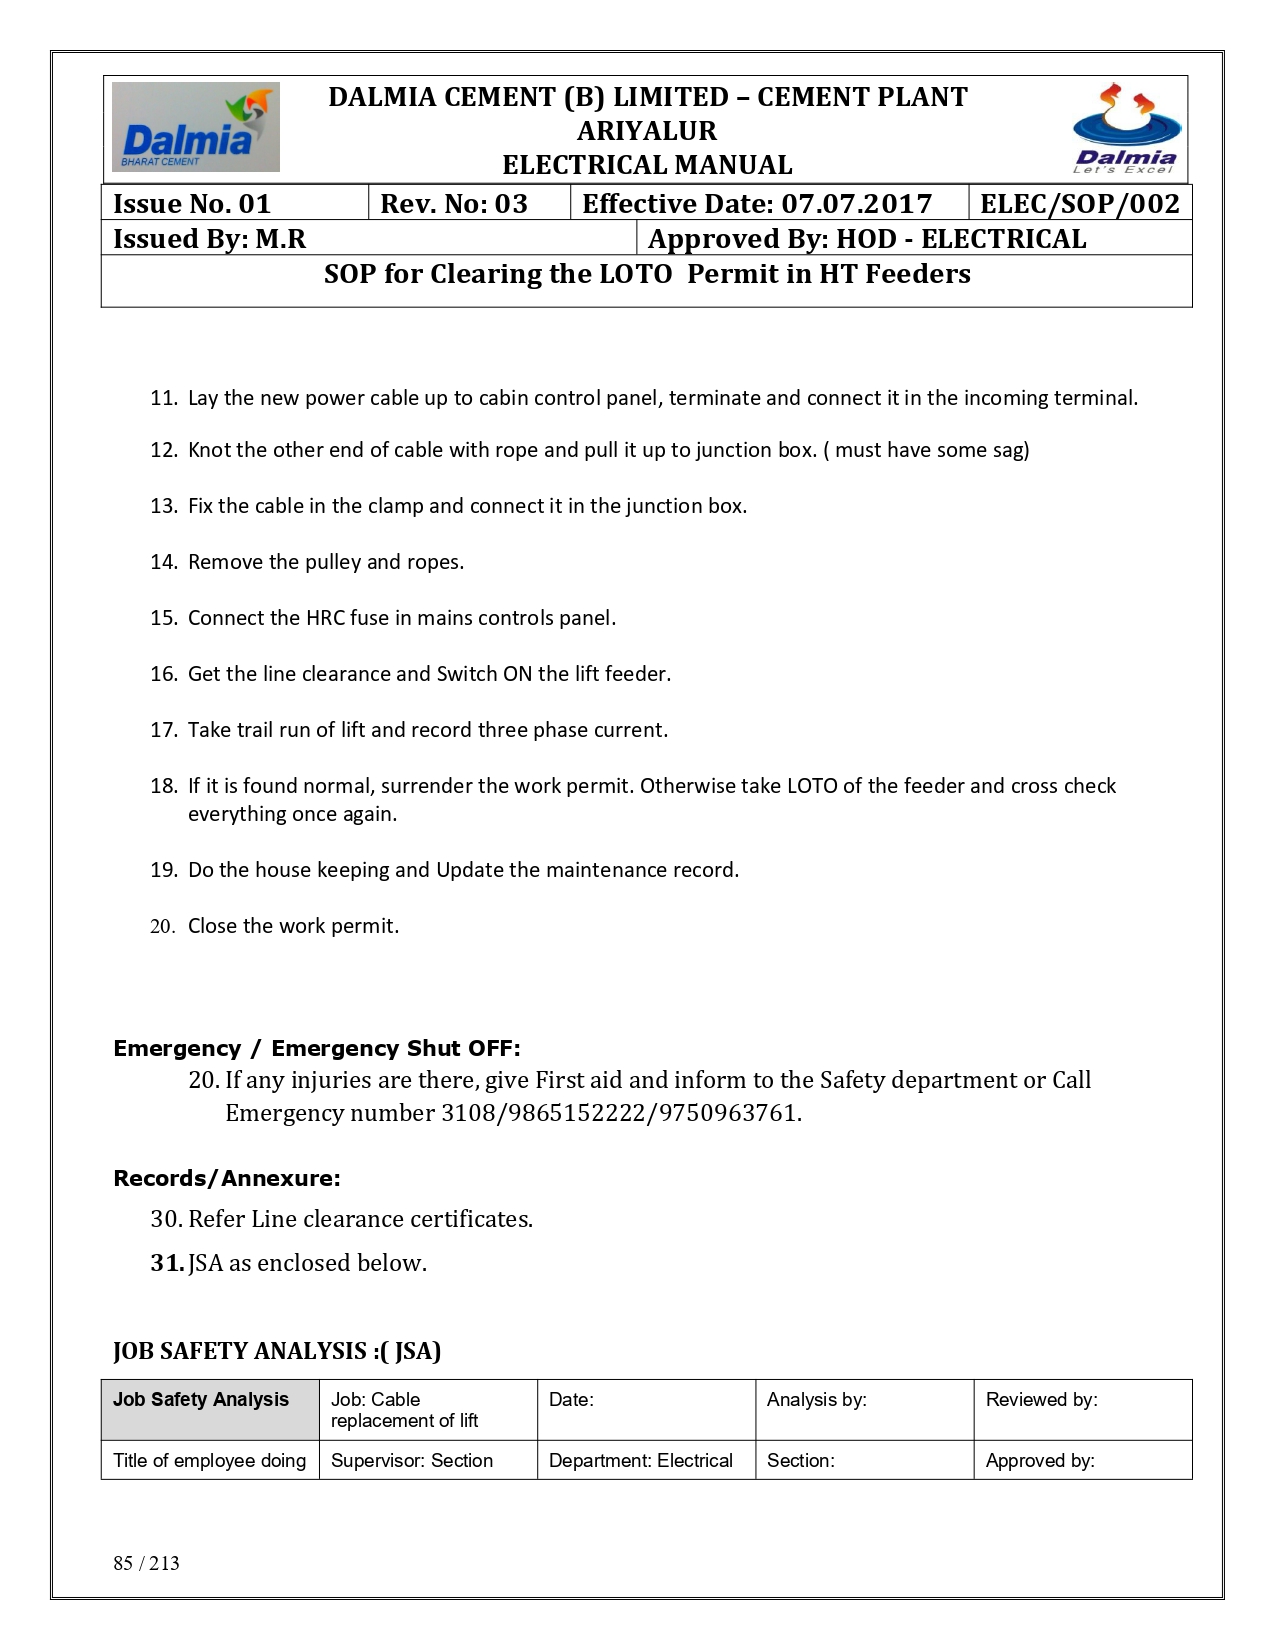 Dalmia
BHARAT CEMENT
DALMIA CEMENT (B) LIMITED – CEMENT PLANT
ARIYALUR
ELECTRICAL MANUAL
Dalmia
Let's Excel
Issue No. 01 Rev. No: 03 Effective Date: 07.07.2017 ELEC/SOP/002
Issued By: M.R Approved By: HOD - ELECTRICAL
SOP for Clearing the LOTO  Permit in HT Feeders
11. Lay the new power cable up to cabin control panel, terminate and connect it in the incoming terminal.
12. Knot the other end of cable with rope and pull it up to junction box. ( must have some sag)
13. Fix the cable in the clamp and connect it in the junction box.
14. Remove the pulley and ropes.
15. Connect the HRC fuse in mains controls panel.
16. Get the line clearance and Switch ON the lift feeder.
17. Take trail run of lift and record three phase current.
18. If it is found normal, surrender the work permit. Otherwise take LOTO of the feeder and cross check
everything once again.
19. Do the house keeping and Update the maintenance record.
20. Close the work permit.
Emergency / Emergency Shut OFF:
20. If any injuries are there, give First aid and inform to the Safety department or Call
Emergency number 3108/9865152222/9750963761.
Records/Annexure:
30. Refer Line clearance certificates.
31. JSA as enclosed below.
JOB SAFETY ANALYSIS :( JSA)
Job Safety Analysis Job: Cable Date: Analysis by: Reviewed by:
replacement of lift
Title of employee doing Supervisor: Section Department: Electrical Section: Approved by:
85 / 213